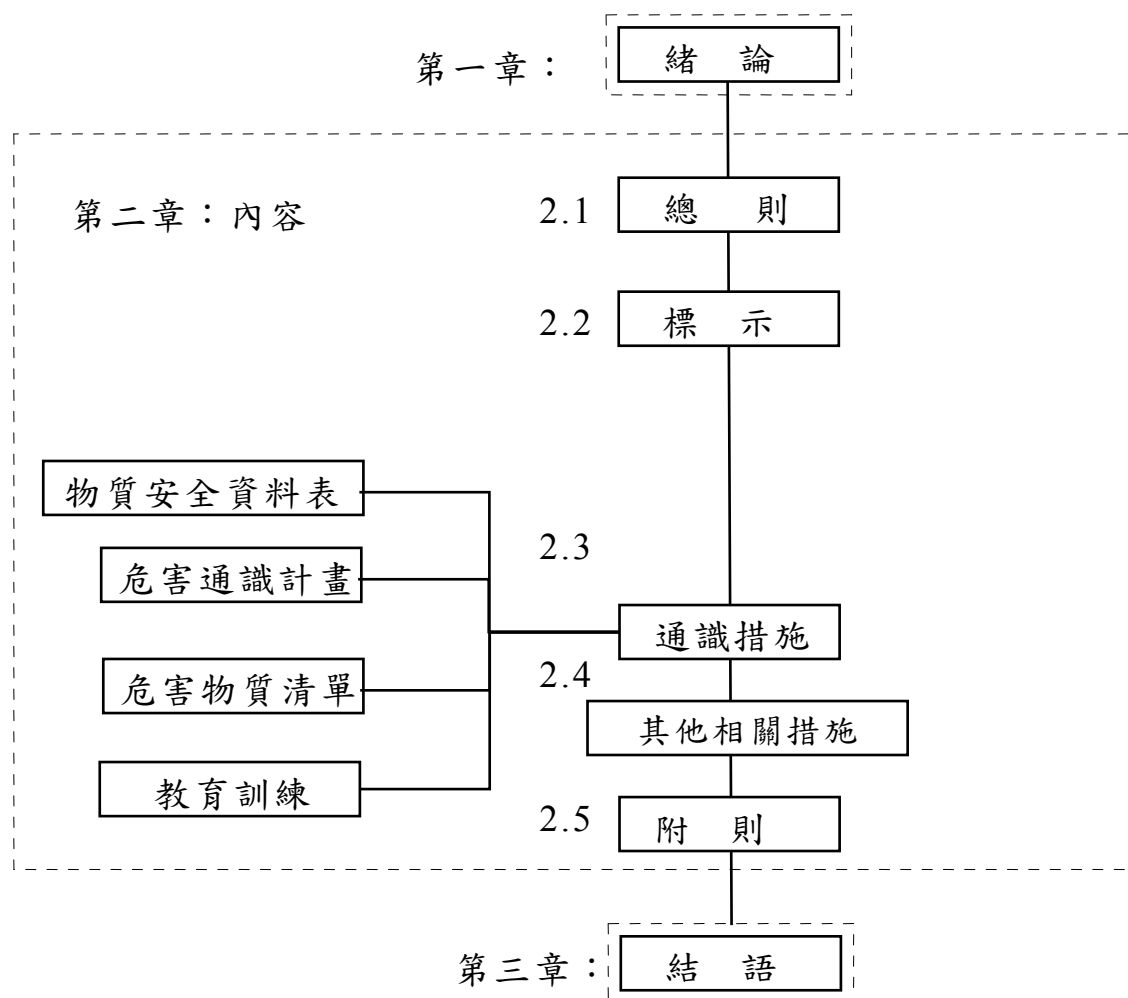 第一章：
緒 論
第二章：內容
2.1
總 則
2.2
標 示
物質安全資料表
2.3
危害通識計畫
通識措施
2.4
危害物質清單
其他相關措施
教育訓練
2.5
附 則
第三章：
結 語